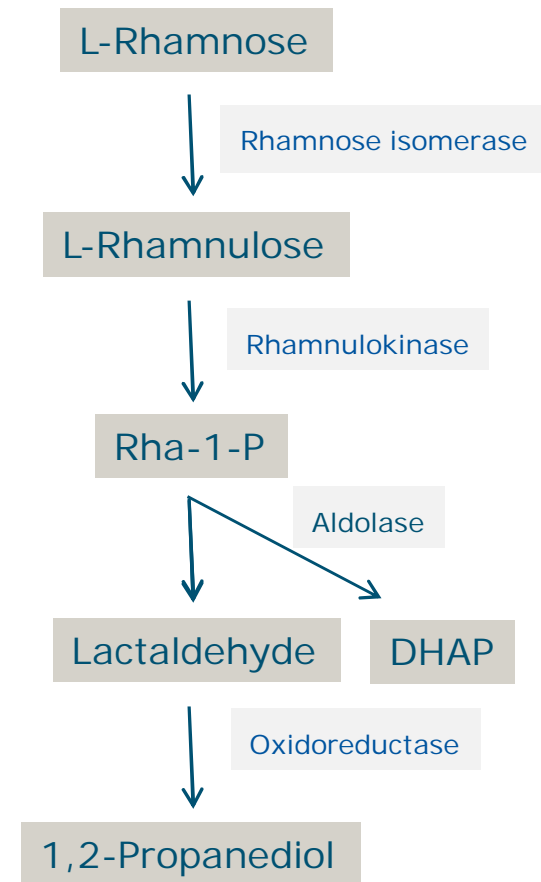 L-Rhamnose
Rhamnose isomerase
L-Rhamnulose
Rhamnulokinase
Rha-1-P
Aldolase
Lactaldehyde
DHAP
Oxidoreductase
1,2-Propanediol